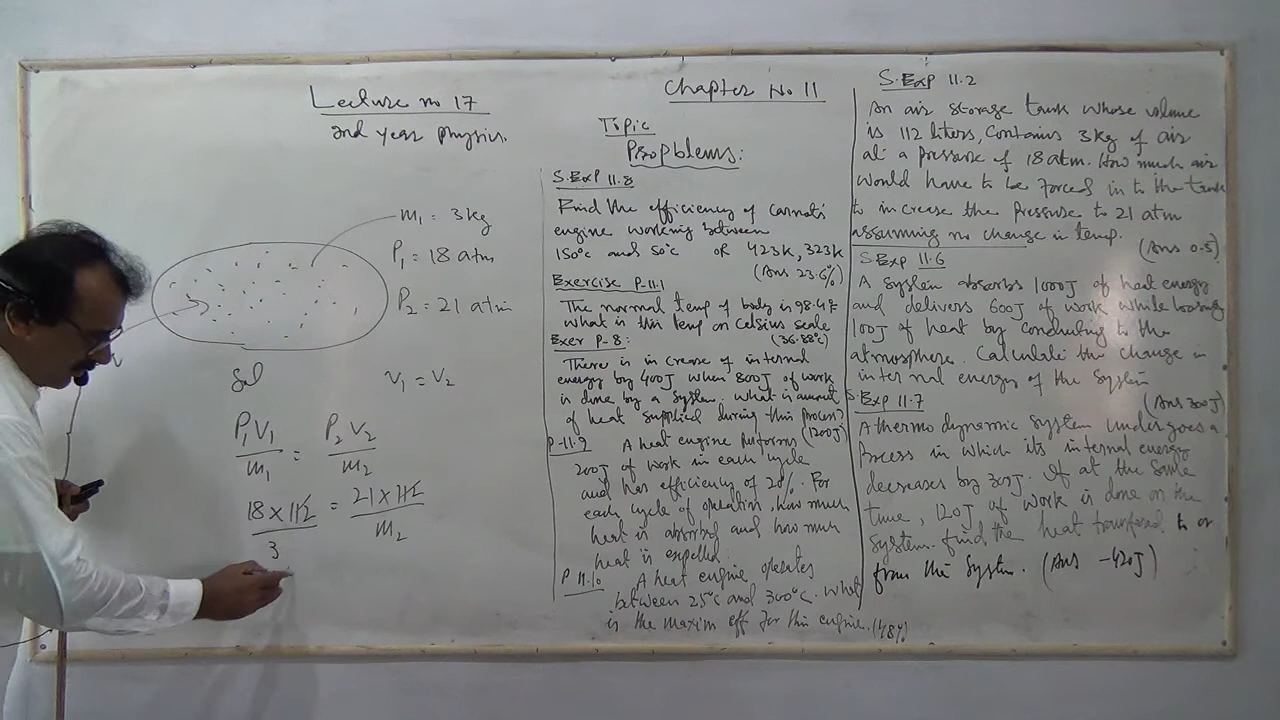 Lecture no 17
2nd year physics.
Chapter No 11
Topic
Propblems:
m₁ = 3 kg
P₁ = 18 atm
P₂ = 21 atm
Sol
V₁ = V₂
P₁V₁ / m₁ = P₂V₂ / m₂
18 × 112 / 3 = 21 × 112 / m₂
S.Exp 11.8
Find the efficiency of Carnot's
engine working between
150°C and 50°C OR 423K, 323K
(Ans 23.6%)
Exercise P-11.1
The normal temp of body is 98.4°F
what is this temp on Celsius scale
(36.88°C)
Exer P-8:
There is increase of internal
energy by 400J when 800J of work
is done by a system. what is amount
of heat supplied during this process?
(1200J)
P-11.9 A heat engine performs
200J of work in each cycle
and has efficiency of 20%. For
each cycle of operation, how much
heat is absorbed and how much
heat is expelled.
P 11.10 A heat engine operates
between 25°C and 300°C. What
is the maxim eff for this engine. (48%)
S.Exp 11.2
An air storage tank whose volume
is 112 liters, Contains 3kg of air
at a pressure of 18 atm. How much air
would have to be forced in to the tank
to increase the pressure to 21 atm
assuming no change in temp.
(Ans 0.5)
S Exp 11.6
A system absorbs 1000J of heat energy
and delivers 600J of work while loosing
100J of heat by conduction to the
atmosphere. Calculate the change in
internal energy of the system
(Ans 300J)
S.Exp 11.7
A thermo dynamic system undergoes a
Process in which its internal energy
decreases by 300J. If at the same
time, 120J of work is done on the
system. find the heat transfered to or
from the system. (Ans -420J)